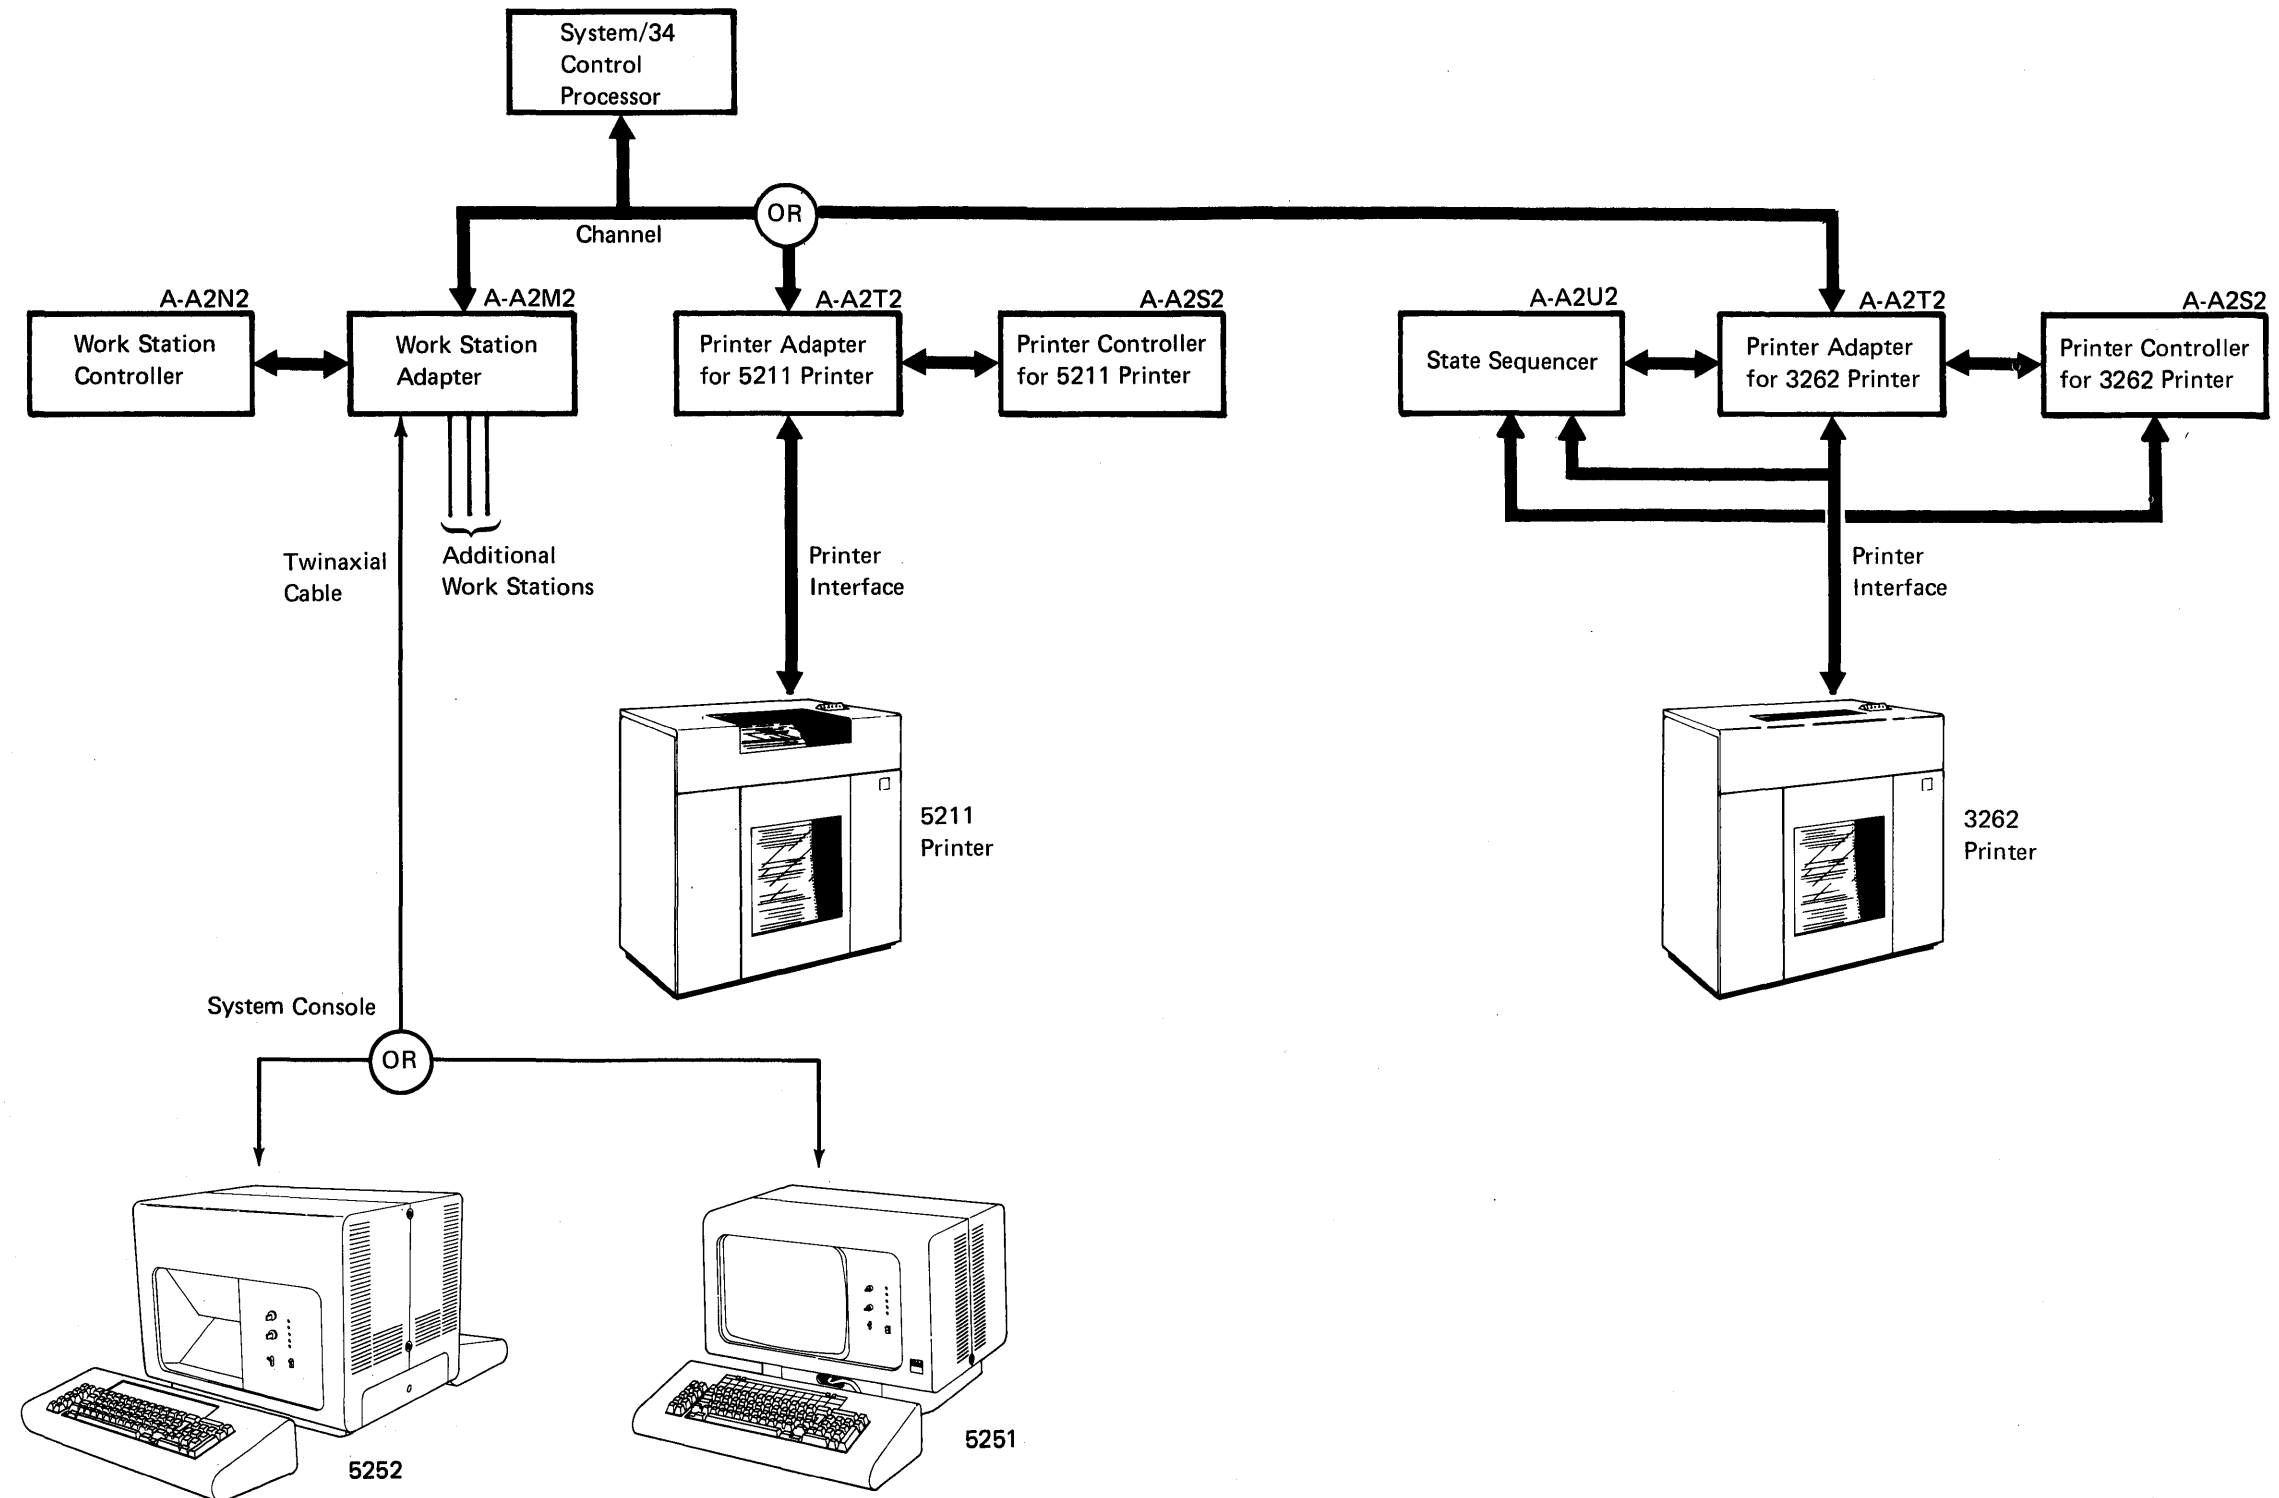 System/34
Control
Processor
OR
Channel
A-A2N2
A-A2M2
A-A2T2
A-A2S2
A-A2U2
A-A2T2
A-A2S2
Work Station
Controller
Work Station
Adapter
Printer Adapter
for 5211 Printer
Printer Controller
for 5211 Printer
State Sequencer
Printer Adapter
for 3262 Printer
Printer Controller
for 3262 Printer
Twinaxial
Cable
Additional
Work Stations
Printer
Interface
Printer
Interface
5211
Printer
3262
Printer
System Console
OR
5252
5251